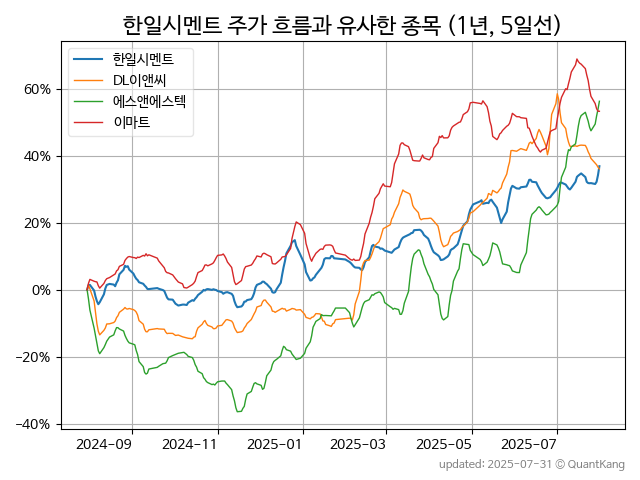 한일시멘트 주가 흐름과 유사한 종목 (1년, 5일선)
한일시멘트
DL이앤씨
에스앤에스텍
이마트
60%
40%
20%
0%
−20%
−40%
2024-09 2024-11 2025-01 2025-03 2025-05 2025-07
updated: 2025-07-31 © QuantKang